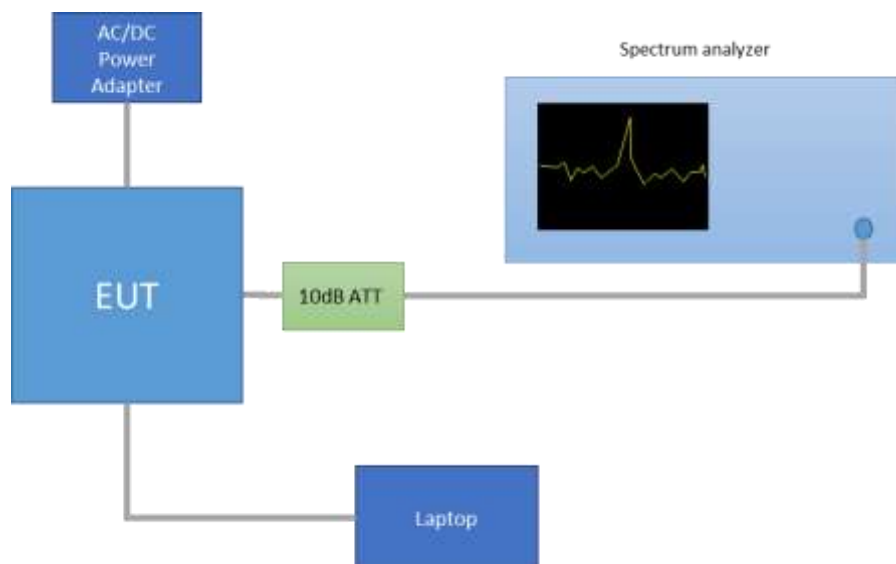 AC/DC
Power
Adapter
Spectrum analyzer
EUT
10dB ATT
Laptop